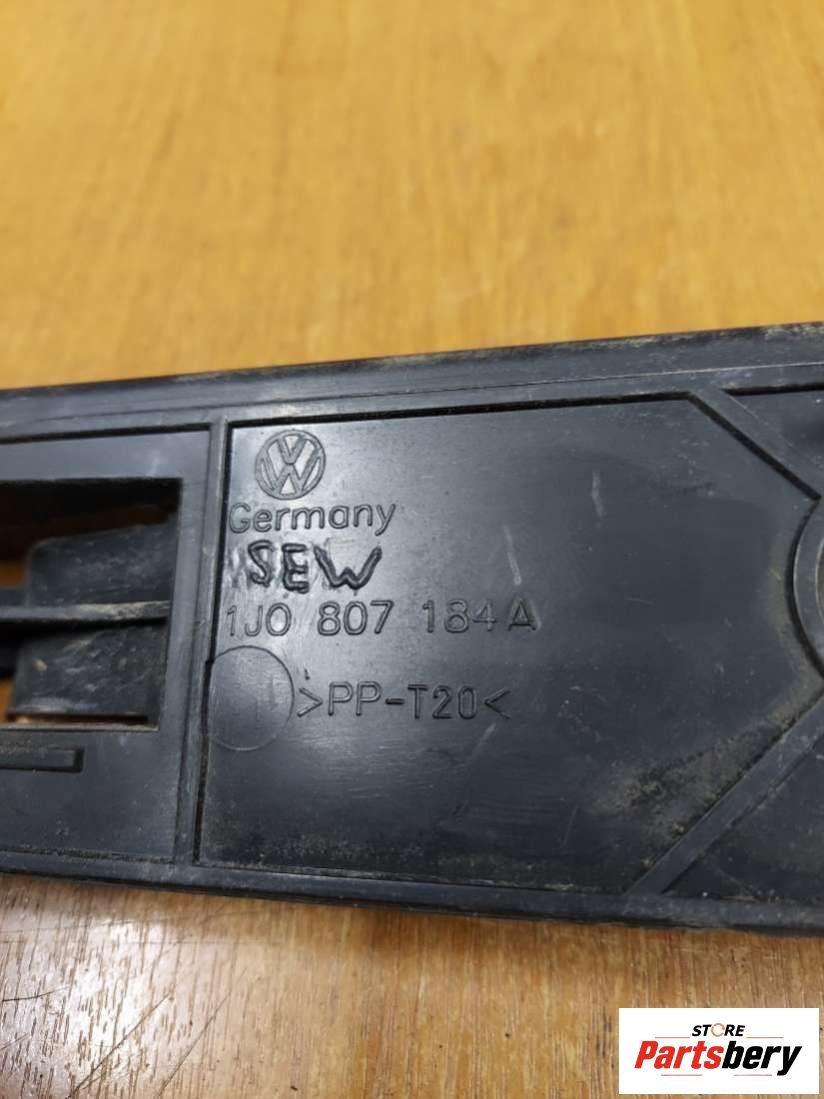 VW
Germany
SEW
1J0 807 184 A
>PP-T20<
STORE
Partsbery